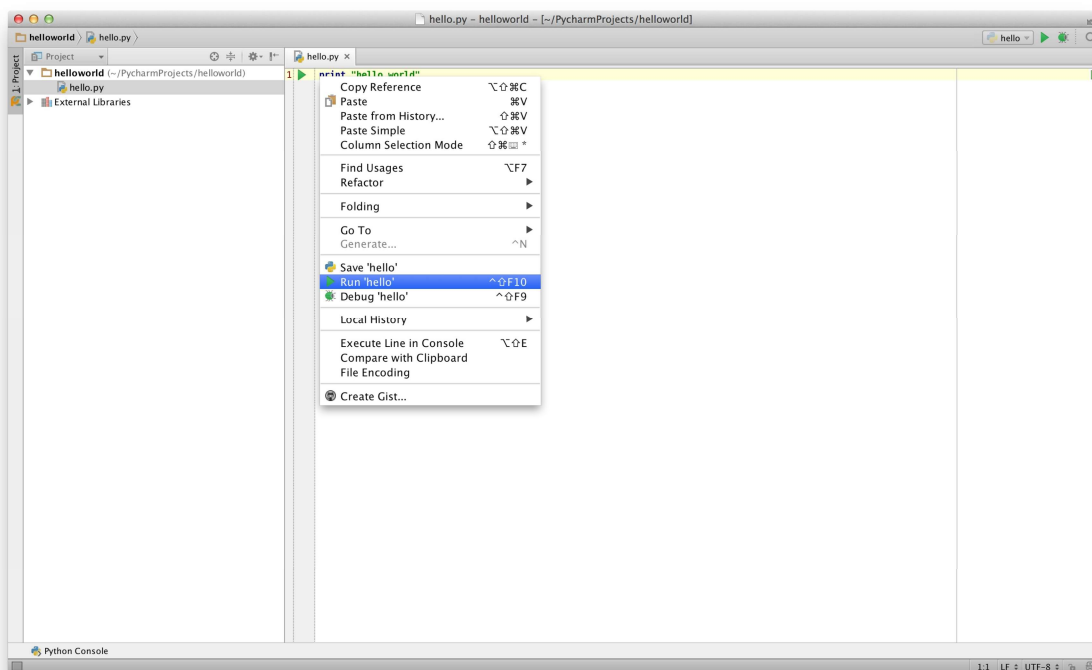 hello.py – helloworld – [~/PycharmProjects/helloworld]
helloworld hello.py
hello
1: Project
Project
hello.py ×
helloworld (~/PycharmProjects/helloworld)
hello.py
External Libraries
1 print "hello world"
Copy Reference ⌥⇧⌘C
Paste ⌘V
Paste from History... ⇧⌘V
Paste Simple ⌥⇧⌘V
Column Selection Mode ⇧⌘⌨ *
Find Usages ⌥F7
Refactor
Folding
Go To
Generate... ^N
Save 'hello'
Run 'hello' ^⇧F10
Debug 'hello' ^⇧F9
Local History
Execute Line in Console ⌥⇧E
Compare with Clipboard
File Encoding
Create Gist...
Python Console
1:1 LF UTF-8